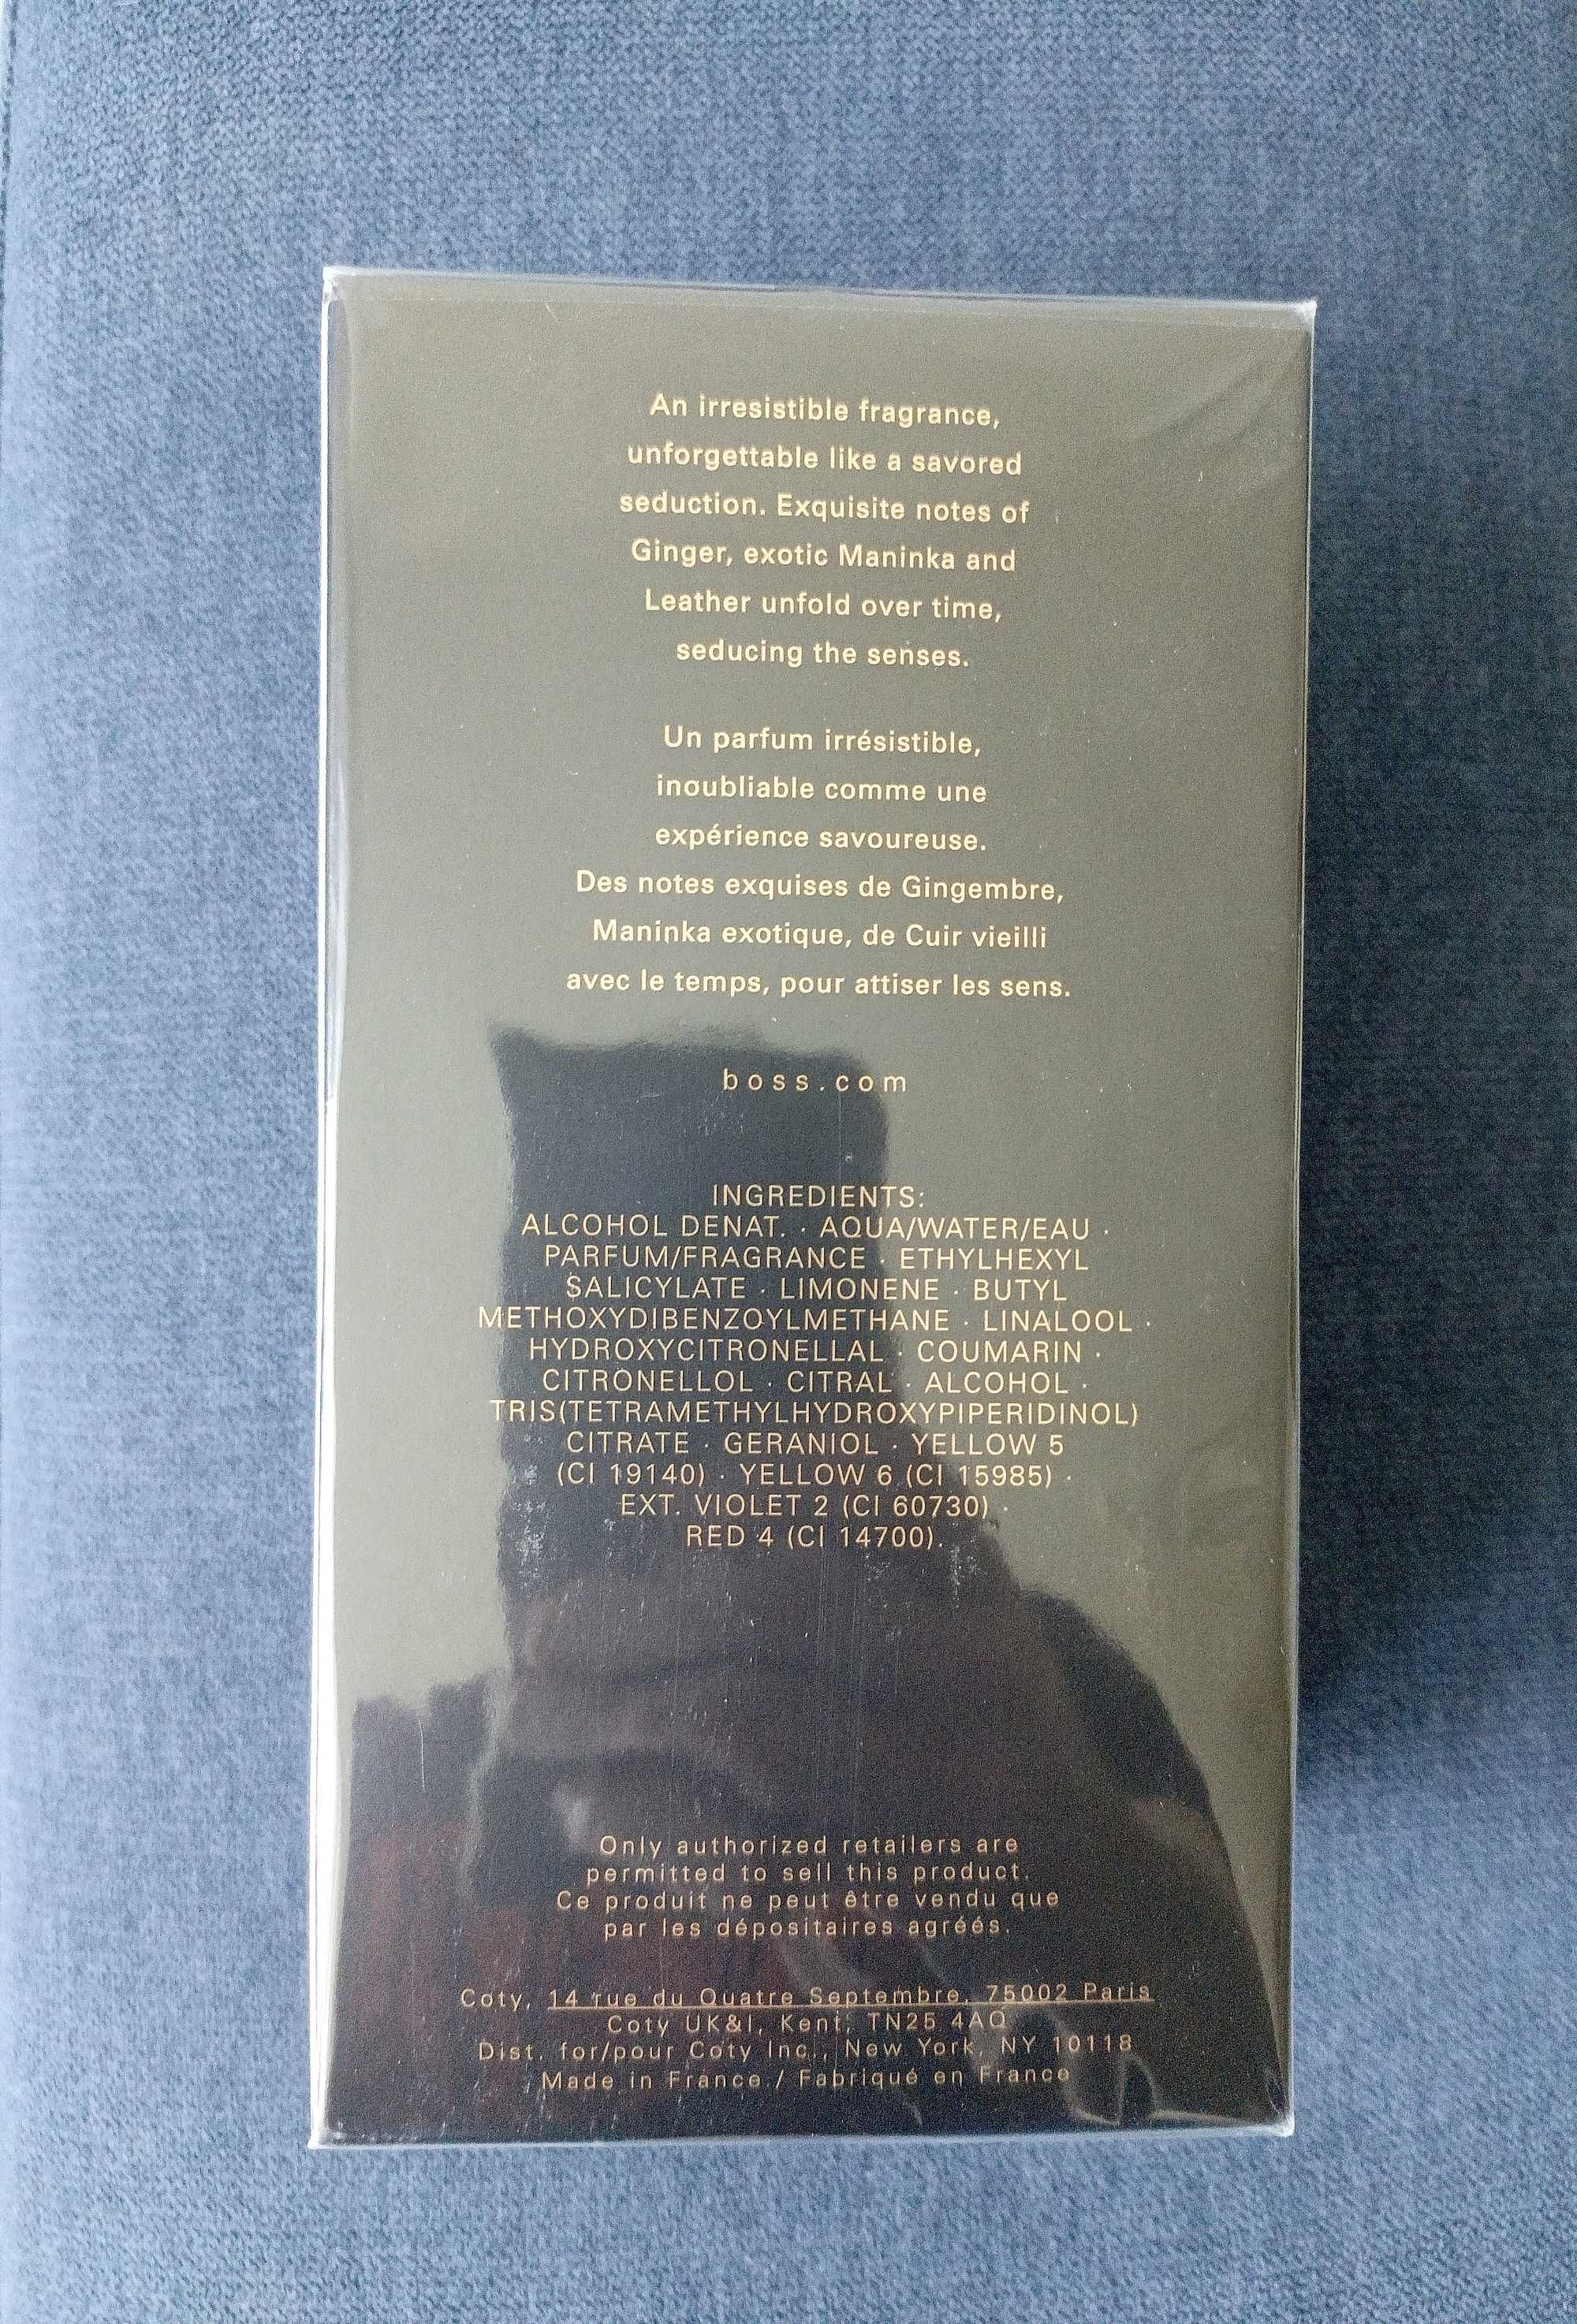 An irresistible fragrance,
unforgettable like a savored
seduction. Exquisite notes of
Ginger, exotic Maninka and
Leather unfold over time,
seducing the senses.
Un parfum irrésistible,
inoubliable comme une
expérience savoureuse.
Des notes exquises de Gingembre,
Maninka exotique, de Cuir vieilli
avec le temps, pour attiser les sens.
boss.com
INGREDIENTS:
ALCOHOL DENAT. · AQUA/WATER/EAU ·
PARFUM/FRAGRANCE · ETHYLHEXYL
SALICYLATE · LIMONENE · BUTYL
METHOXYDIBENZOYLMETHANE · LINALOOL ·
HYDROXYCITRONELLAL · COUMARIN ·
CITRONELLOL · CITRAL · ALCOHOL ·
TRIS(TETRAMETHYLHYDROXYPIPERIDINOL)
CITRATE · GERANIOL · YELLOW 5
(CI 19140) · YELLOW 6 (CI 15985) ·
EXT. VIOLET 2 (CI 60730) ·
RED 4 (CI 14700).
Only authorized retailers are
permitted to sell this product.
Ce produit ne peut être vendu que
par les dépositaires agréés.
Coty, 14 rue du Quatre Septembre, 75002 Paris
Coty UK&I, Kent, TN25 4AQ
Dist. for/pour Coty Inc., New York, NY 10118
Made in France / Fabriqué en France